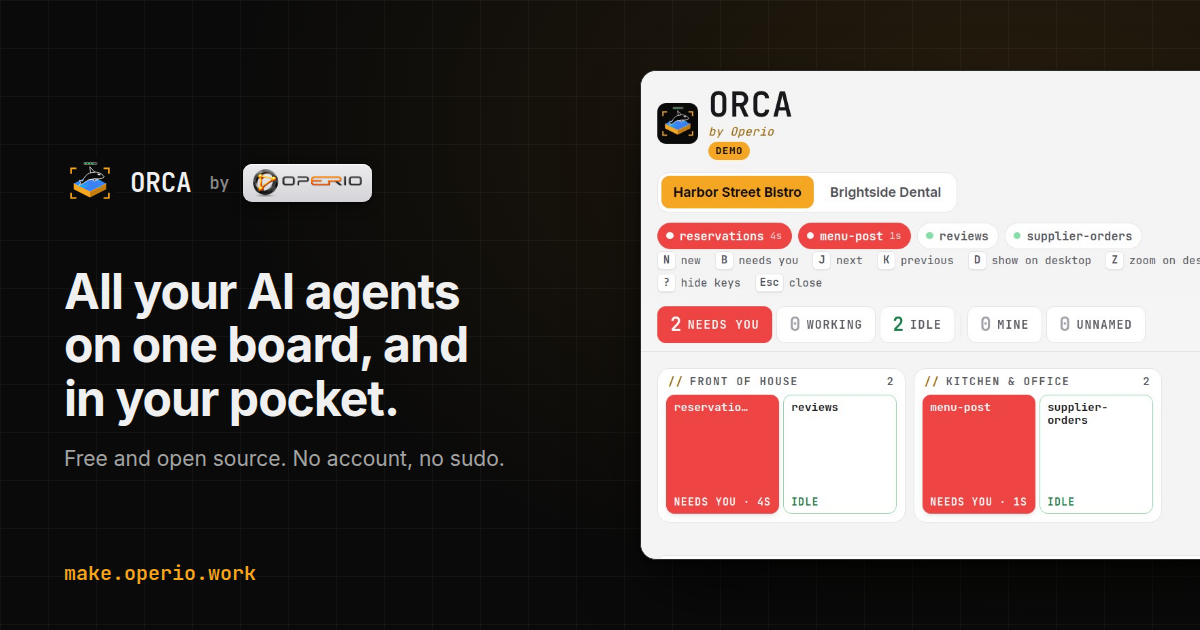 ORCA by OPERIO
All your AI agents
on one board, and
in your pocket.
Free and open source. No account, no sudo.
make.operio.work
ORCA
by Operio
DEMO
Harbor Street Bistro Brightside Dental
reservations 4s menu-post 1s reviews supplier-orders
N new B needs you J next K previous D show on desktop Z zoom on des
? hide keys Esc close
2 NEEDS YOU 0 WORKING 2 IDLE 0 MINE 0 UNNAMED
// FRONT OF HOUSE 2 // KITCHEN & OFFICE 2
reservatio… reviews menu-post supplier-
orders
NEEDS YOU · 4S IDLE NEEDS YOU · 1S IDLE